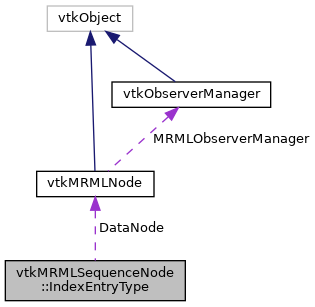 vtkObject
vtkObserverManager
MRMLObserverManager
vtkMRMLNode
DataNode
vtkMRMLSequenceNode
::IndexEntryType